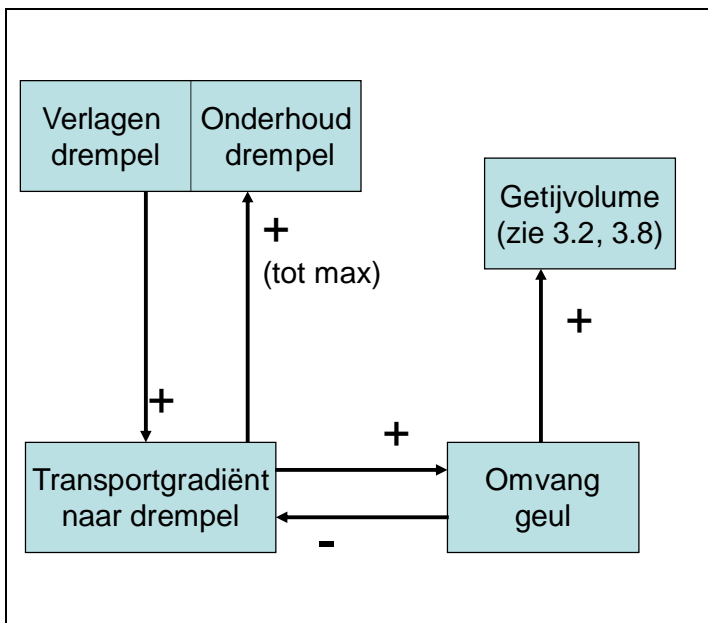 Verlagen
drempel
Onderhoud
drempel
Getijvolume
(zie 3.2, 3.8)
+
(tot max)
+
+
+
Transportgradiënt
naar drempel
Omvang
geul
-